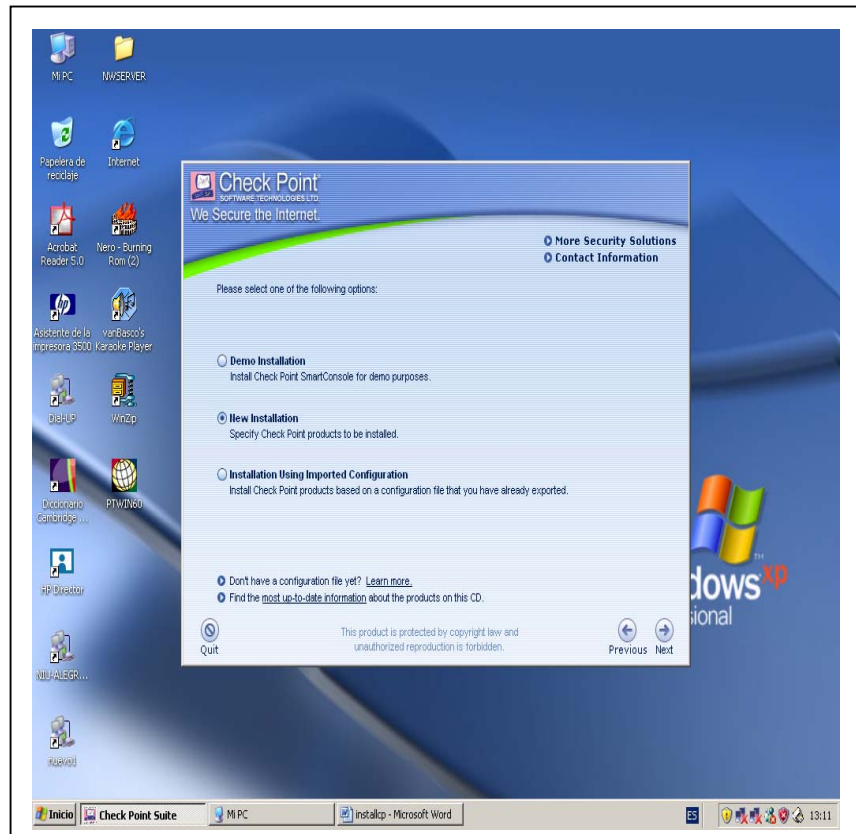 Mi PC
NWSERVER
Papelera de
reciclaje
Internet
Acrobat
Reader 5.0
Nero - Burning
Rom (2)
Asistente de la
impresora 3500
vanBasco's
Karaoke Player
Dial-UP
WinZip
Diccionario
Cambridge ...
PTWIN60
HP Director
NIU-ALEGR...
nuevo1
Check Point
SOFTWARE TECHNOLOGIES LTD.
We Secure the Internet.
More Security Solutions
Contact Information
Please select one of the following options:
Demo Installation
Install Check Point SmartConsole for demo purposes.
New Installation
Specify Check Point products to be installed.
Installation Using Imported Configuration
Install Check Point products based on a configuration file that you have already exported.
Don't have a configuration file yet? Learn more.
Find the most up-to-date information about the products on this CD.
Quit
This product is protected by copyright law and
unauthorized reproduction is forbidden.
Previous Next
TM
dows xp
sional
Inicio
Check Point Suite
Mi PC
installcp - Microsoft Word
ES
13:11